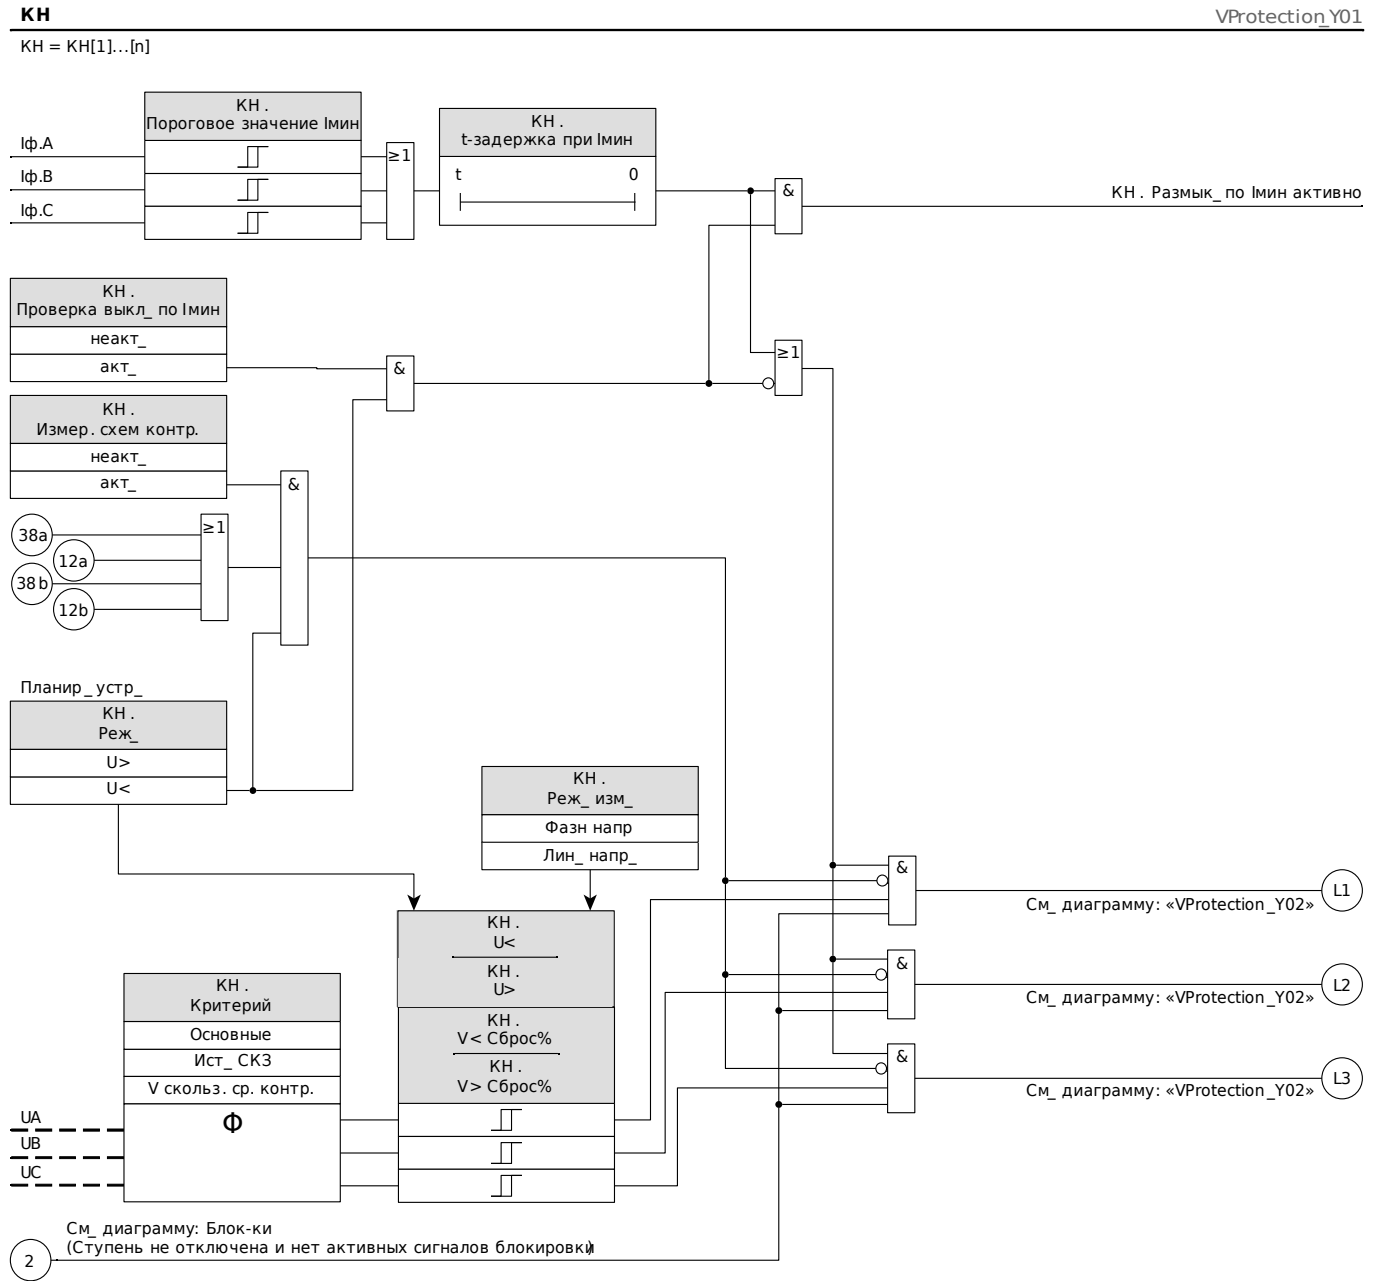 КН
VProtection_Y01
КН = КН[1]...[n]
КН .
Пороговое значение Iмин
Iф.A
Iф.B
Iф.C
≥1
КН .
t-задержка при Iмин
t 0
&
КН . Размык_ по Iмин активно
КН .
Проверка выкл_ по Iмин
неакт_
акт_
&
≥1
КН .
Измер. схем контр.
неакт_
акт_
&
38a
12a
38b
12b
≥1
Планир_ устр_
КН .
Реж_
U>
U<
КН .
Реж_ изм_
Фазн напр
Лин_ напр_
КН .
U<
КН .
U>
КН .
V< Сброс%
КН .
V> Сброс%
КН .
Критерий
Основные
Ист_ СКЗ
V скольз. ср. контр.
Ф
UA
UB
UC
&
L1
См_ диаграмму: «VProtection_Y02»
&
L2
См_ диаграмму: «VProtection_Y02»
&
L3
См_ диаграмму: «VProtection_Y02»
См_ диаграмму: Блок-ки
(Ступень не отключена и нет активных сигналов блокировки)
2